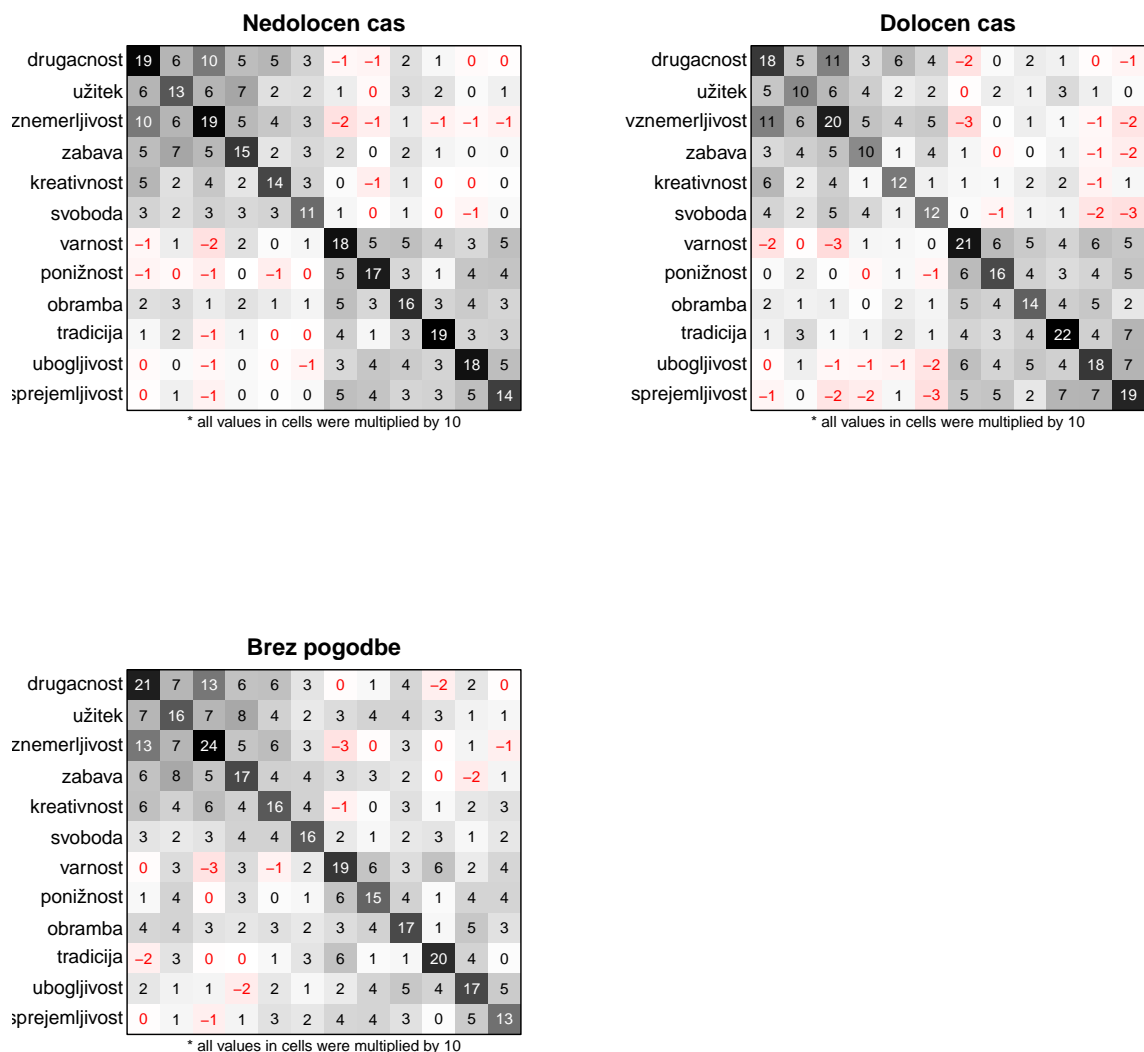 Nedolocen cas
drugacnost 19 6 10 5 5 3 −1 −1 2 1 0 0
užitek 6 13 6 7 2 2 1 0 3 2 0 1
vznemerljivost 10 6 19 5 4 3 −2 −1 1 −1 −1 −1
zabava 5 7 5 15 2 3 2 0 2 1 0 0
kreativnost 5 2 4 2 14 3 0 −1 1 0 0 0
svoboda 3 2 3 3 3 11 1 0 1 0 −1 0
varnost −1 1 −2 2 0 1 18 5 5 4 3 5
ponižnost −1 0 −1 0 −1 0 5 17 3 1 4 4
obramba 2 3 1 2 1 1 5 3 16 3 4 3
tradicija 1 2 −1 1 0 0 4 1 3 19 3 3
ubogljivost 0 0 −1 0 0 −1 3 4 4 3 18 5
sprejemljivost 0 1 −1 0 0 0 5 4 3 3 5 14
* all values in cells were multiplied by 10
Dolocen cas
drugacnost 18 5 11 3 6 4 −2 0 2 1 0 −1
užitek 5 10 6 4 2 2 0 2 1 3 1 0
vznemerljivost 11 6 20 5 4 5 −3 0 1 1 −1 −2
zabava 3 4 5 10 1 4 1 0 0 1 −1 −2
kreativnost 6 2 4 1 12 1 1 1 2 2 −1 1
svoboda 4 2 5 4 1 12 0 −1 1 1 −2 −3
varnost −2 0 −3 1 1 0 21 6 5 4 6 5
ponižnost 0 2 0 0 1 −1 6 16 4 3 4 5
obramba 2 1 1 0 2 1 5 4 14 4 5 2
tradicija 1 3 1 1 2 1 4 3 4 22 4 7
ubogljivost 0 1 −1 −1 −1 −2 6 4 5 4 18 7
sprejemljivost −1 0 −2 −2 1 −3 5 5 2 7 7 19
* all values in cells were multiplied by 10
Brez pogodbe
drugacnost 21 7 13 6 6 3 0 1 4 −2 2 0
užitek 7 16 7 8 4 2 3 4 4 3 1 1
znemerljivost 13 7 24 5 6 3 −3 0 3 0 1 −1
zabava 6 8 5 17 4 4 3 3 2 0 −2 1
kreativnost 6 4 6 4 16 4 −1 0 3 1 2 3
svoboda 3 2 3 4 4 16 2 1 2 3 1 2
varnost 0 3 −3 3 −1 2 19 6 3 6 2 4
ponižnost 1 4 0 3 0 1 6 15 4 1 4 4
obramba 4 4 3 2 3 2 3 4 17 1 5 3
tradicija −2 3 0 0 1 3 6 1 1 20 4 0
ubogljivost 2 1 1 −2 2 1 2 4 5 4 17 5
sprejemljivost 0 1 −1 1 3 2 4 4 3 0 5 13
* all values in cells were multiplied by 10